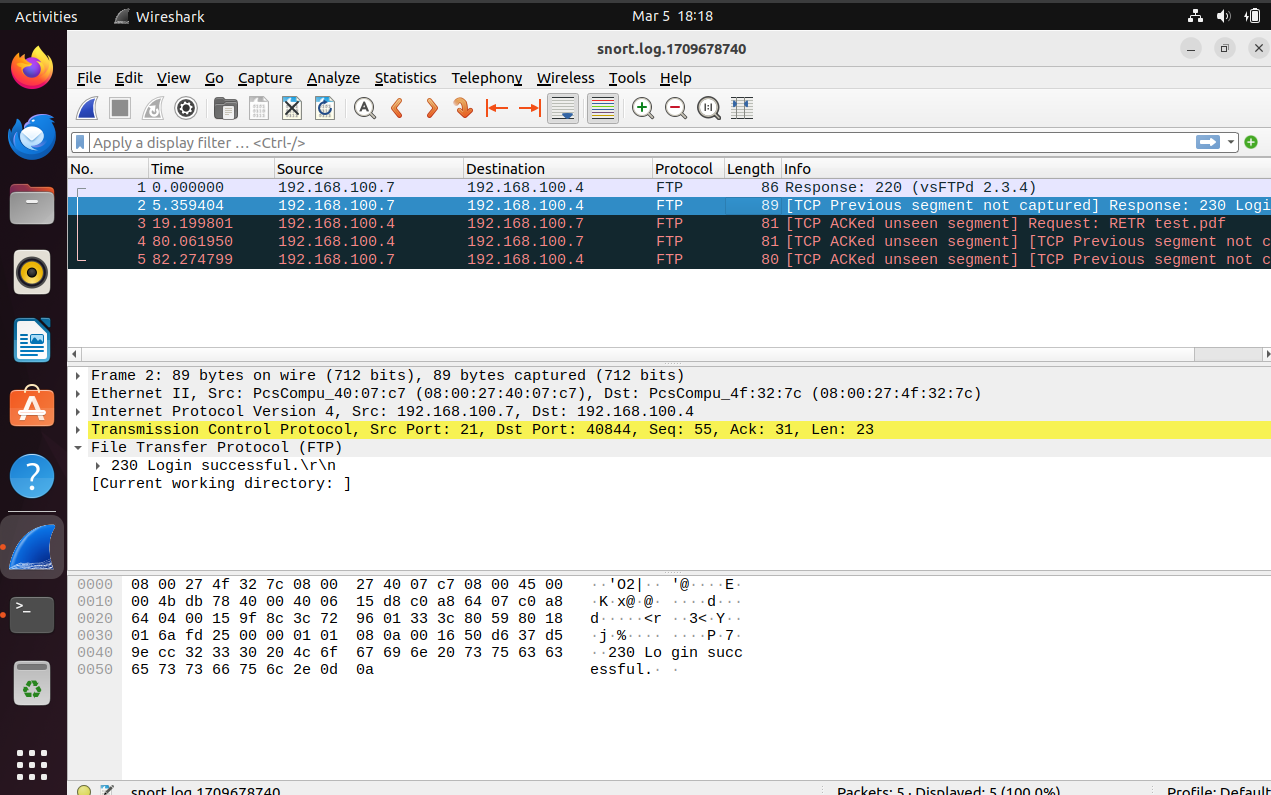 Activities Wireshark Mar 5 18:18
snort.log.1709678740
File Edit View Go Capture Analyze Statistics Telephony Wireless Tools Help
Apply a display filter … <Ctrl-/>
No. Time Source Destination Protocol Length Info
1 0.000000 192.168.100.7 192.168.100.4 FTP 86 Response: 220 (vsFTPd 2.3.4)
2 5.359404 192.168.100.7 192.168.100.4 FTP 89 [TCP Previous segment not captured] Response: 230 Logi
3 19.199801 192.168.100.4 192.168.100.7 FTP 81 [TCP ACKed unseen segment] Request: RETR test.pdf
4 80.061950 192.168.100.4 192.168.100.7 FTP 81 [TCP ACKed unseen segment] [TCP Previous segment not c
5 82.274799 192.168.100.7 192.168.100.4 FTP 80 [TCP ACKed unseen segment] [TCP Previous segment not c
Frame 2: 89 bytes on wire (712 bits), 89 bytes captured (712 bits)
Ethernet II, Src: PcsCompu_40:07:c7 (08:00:27:40:07:c7), Dst: PcsCompu_4f:32:7c (08:00:27:4f:32:7c)
Internet Protocol Version 4, Src: 192.168.100.7, Dst: 192.168.100.4
Transmission Control Protocol, Src Port: 21, Dst Port: 40844, Seq: 55, Ack: 31, Len: 23
File Transfer Protocol (FTP)
230 Login successful.\r\n
[Current working directory: ]
0000 08 00 27 4f 32 7c 08 00 27 40 07 c7 08 00 45 00 ··'O2|·· '@····E·
0010 00 4b db 78 40 00 40 06 15 d8 c0 a8 64 07 c0 a8 ·K·x@·@· ····d···
0020 64 04 00 15 9f 8c 3c 72 96 01 33 3c 80 59 80 18 d·····<r ··3<·Y··
0030 01 6a fd 25 00 00 01 01 08 0a 00 16 50 d6 37 d5 ·j·%···· ····P·7·
0040 9e cc 32 33 30 20 4c 6f 67 69 6e 20 73 75 63 63 ··230 Lo gin succ
0050 65 73 73 66 75 6c 2e 0d 0a essful.· ·
snort.log.1709678740 Packets: 5 · Displayed: 5 (100.0%) Profile: Default